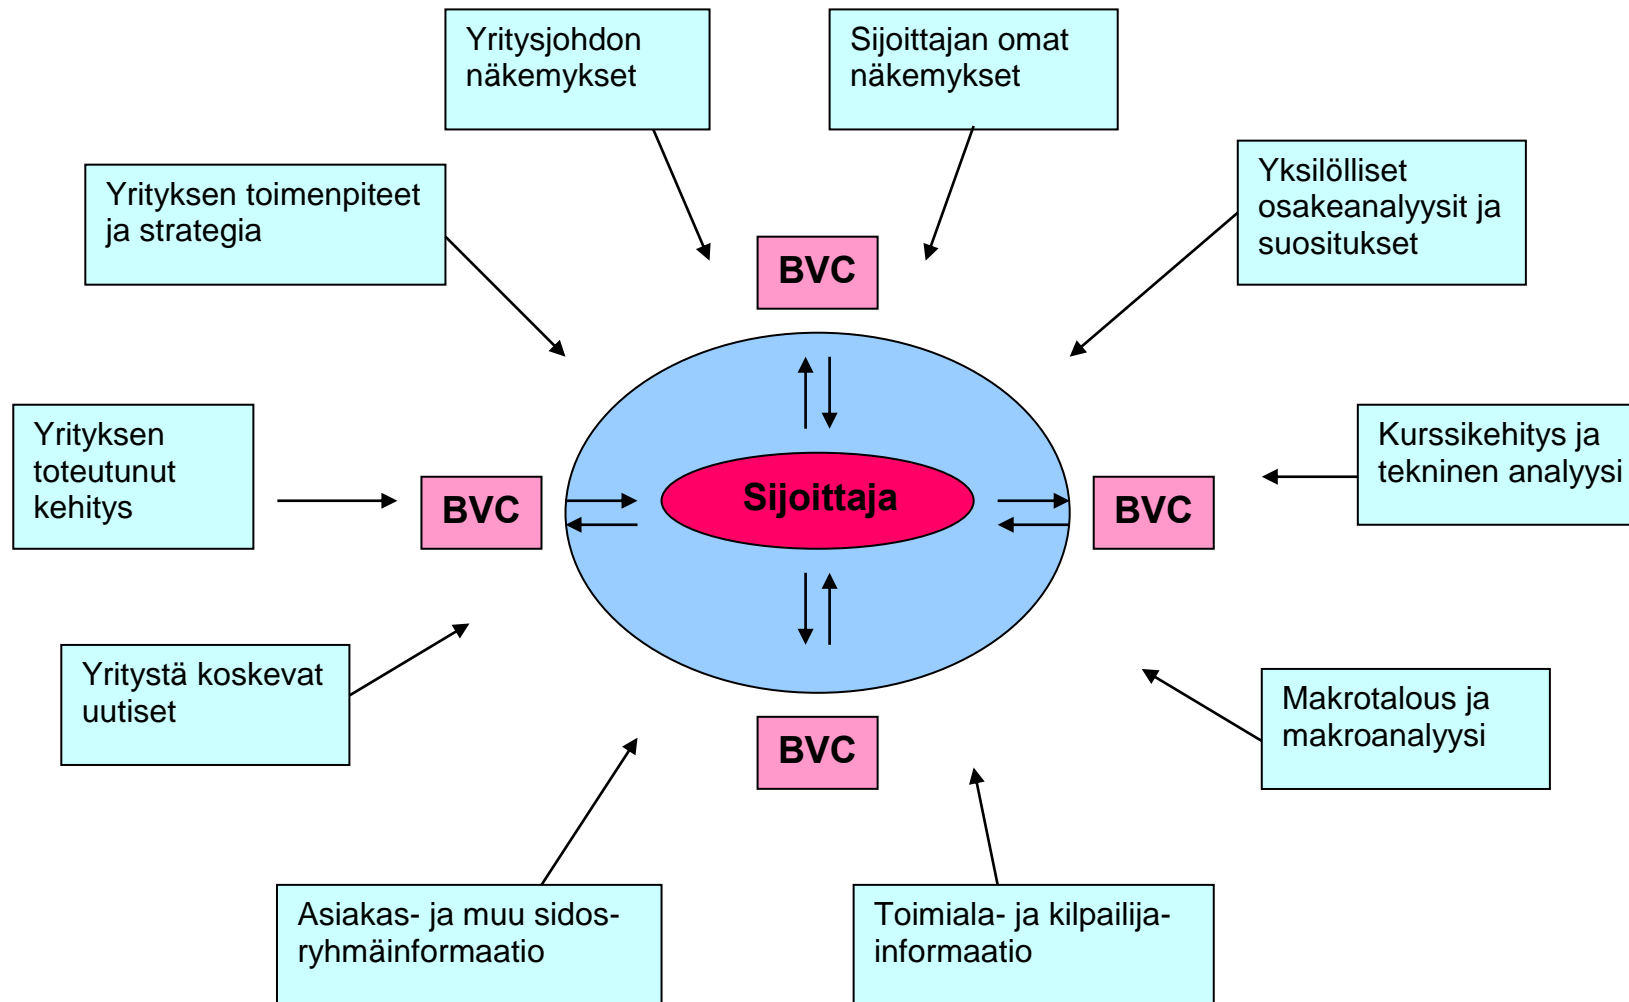 Yritysjohdon
näkemykset
Sijoittajan omat
näkemykset
Yksilölliset
osakeanalyysit ja
suositukset
Yrityksen toimenpiteet
ja strategia
BVC
Yrityksen
toteutunut
kehitys
BVC
Sijoittaja
BVC
Kurssikehitys ja
tekninen analyysi
Yritystä koskevat
uutiset
BVC
Makrotalous ja
makroanalyysi
Asiakas- ja muu sidos-
ryhmäinformaatio
Toimiala- ja kilpailija-
informaatio